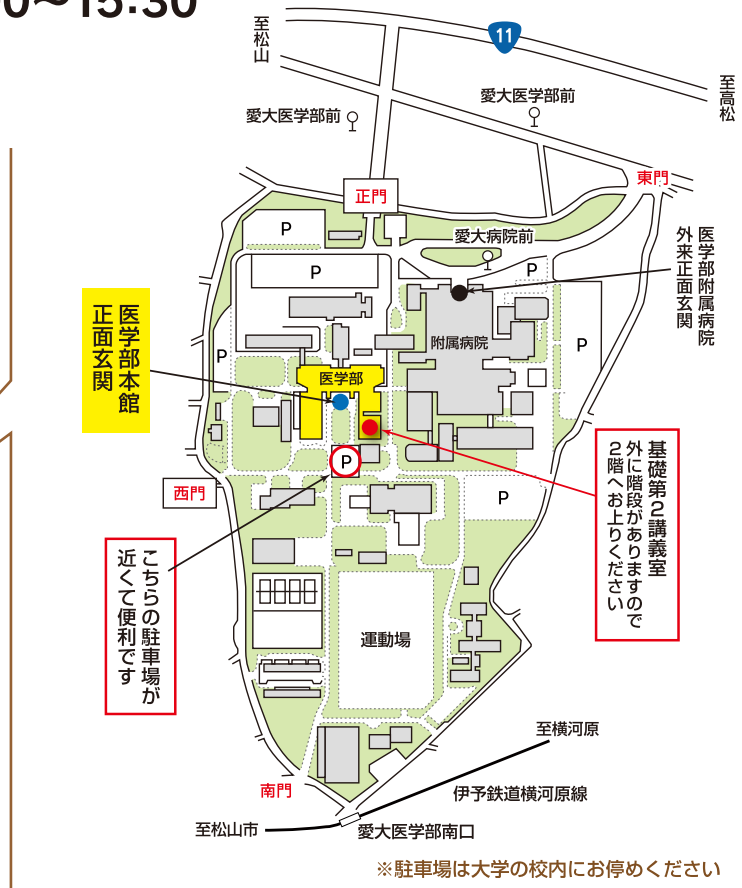 0〜15:30
至松山
11
至高松
愛大医学部前
愛大医学部前
東門
正門
P
愛大病院前
医学部附属病院
外来正面玄関
P
P
P
P
附属病院
医学部本館
正面玄関
医学部
P
西門
P
基礎第2講義室
外に階段がありますので
2階へお上りください
こちらの駐車場が
近くて便利です
運動場
至横河原
南門
伊予鉄道横河原線
至松山市
愛大医学部南口
※駐車場は大学の校内にお停めください